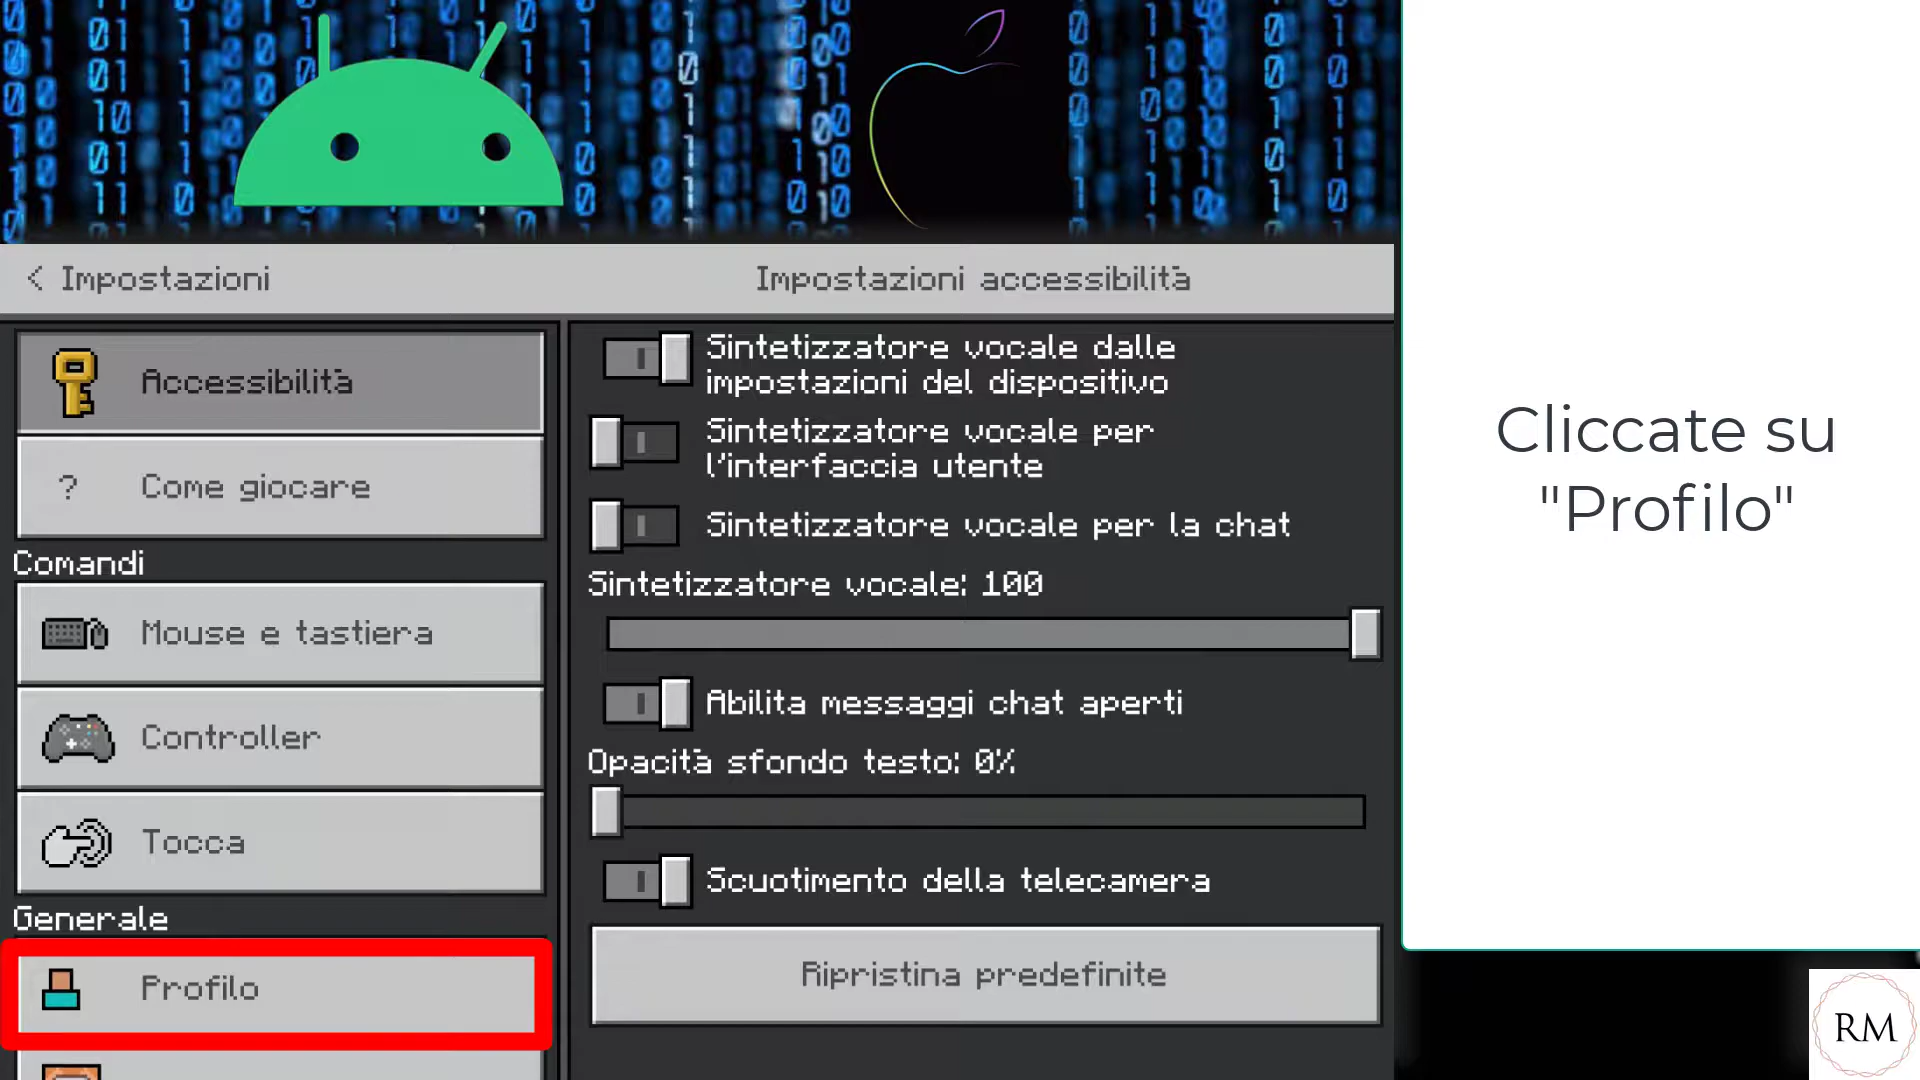 < Impostazioni
Impostazioni accessibilità
Accessibilità
? Come giocare
Comandi
Mouse e tastiera
Controller
Tocca
Generale
Profilo
Sintetizzatore vocale dalle
impostazioni del dispositivo
Sintetizzatore vocale per
l'interfaccia utente
Sintetizzatore vocale per la chat
Sintetizzatore vocale: 100
Abilita messaggi chat aperti
Opacità sfondo testo: 0%
Scuotimento della telecamera
Ripristina predefinite
Cliccate su
"Profilo"
RM